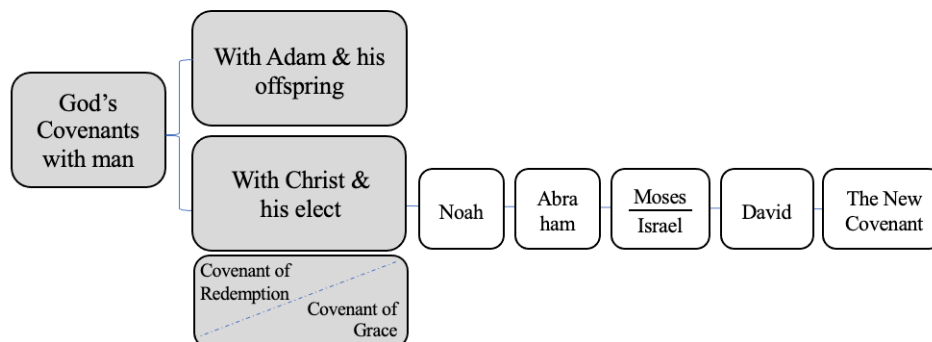 God’s
Covenants
with man
With Adam & his
offspring
With Christ &
his elect
Covenant of
Redemption
Covenant of
Grace
Noah
Abra
ham
Moses
Israel
David
The New
Covenant